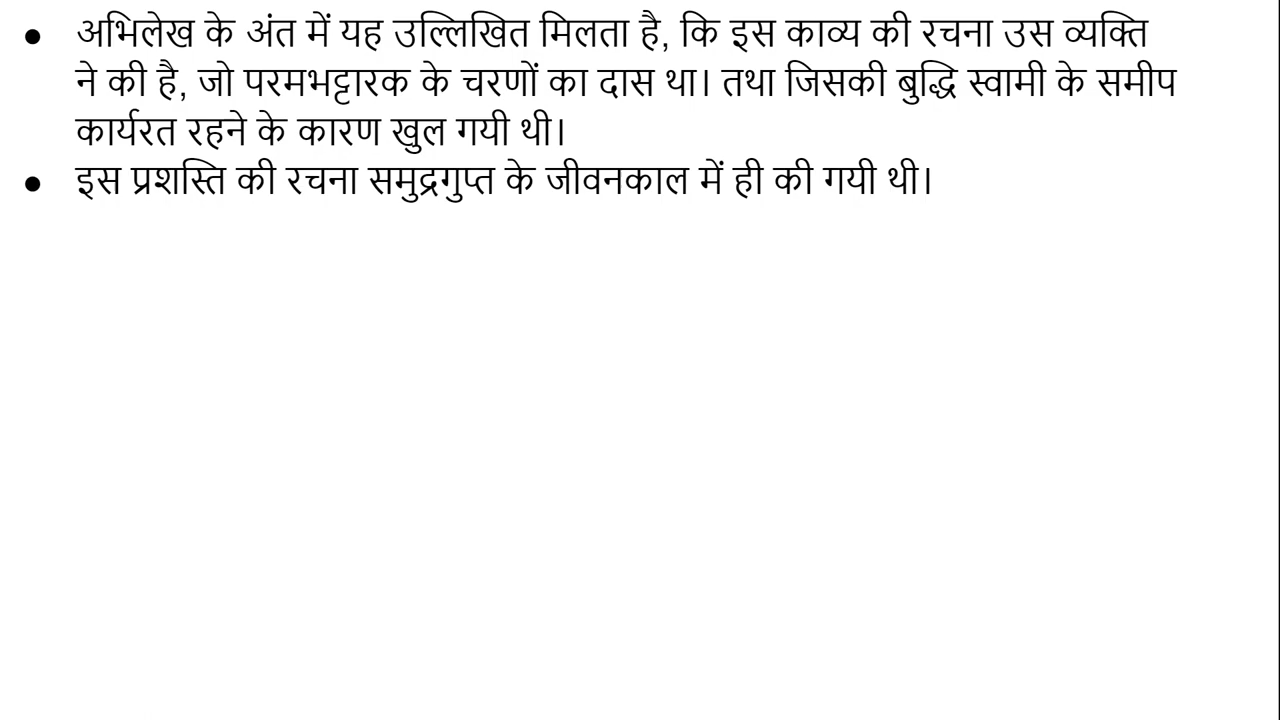 ● अभिलेख के अंत में यह उल्लिखित मिलता है, कि इस काव्य की रचना उस व्यक्ति
ने की है, जो परमभट्टारक के चरणों का दास था। तथा जिसकी बुद्धि स्वामी के समीप
कार्यरत रहने के कारण खुल गयी थी।
● इस प्रशस्ति की रचना समुद्रगुप्त के जीवनकाल में ही की गयी थी।